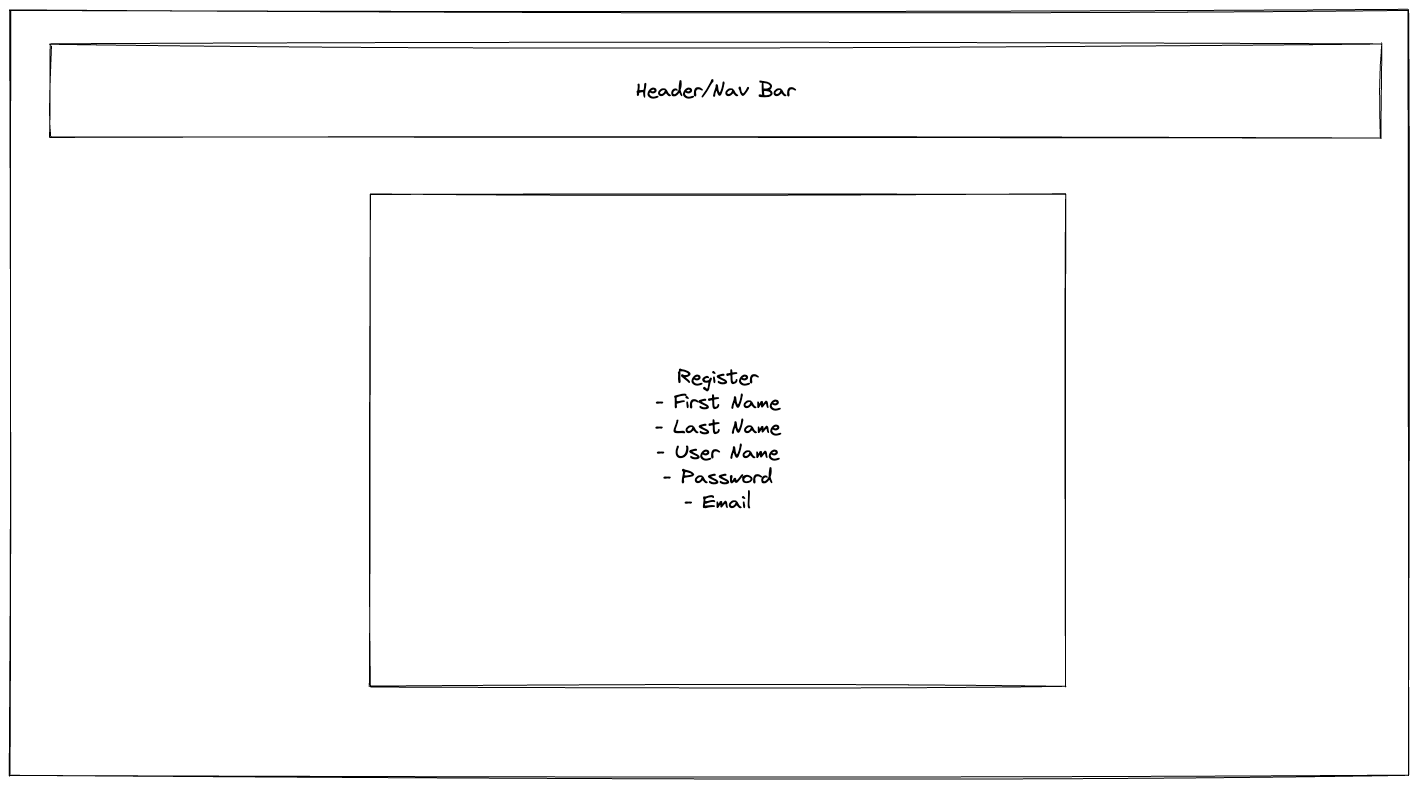 Header/Nav Bar
Register
- First Name
- Last Name
- User Name
- Password
- Email